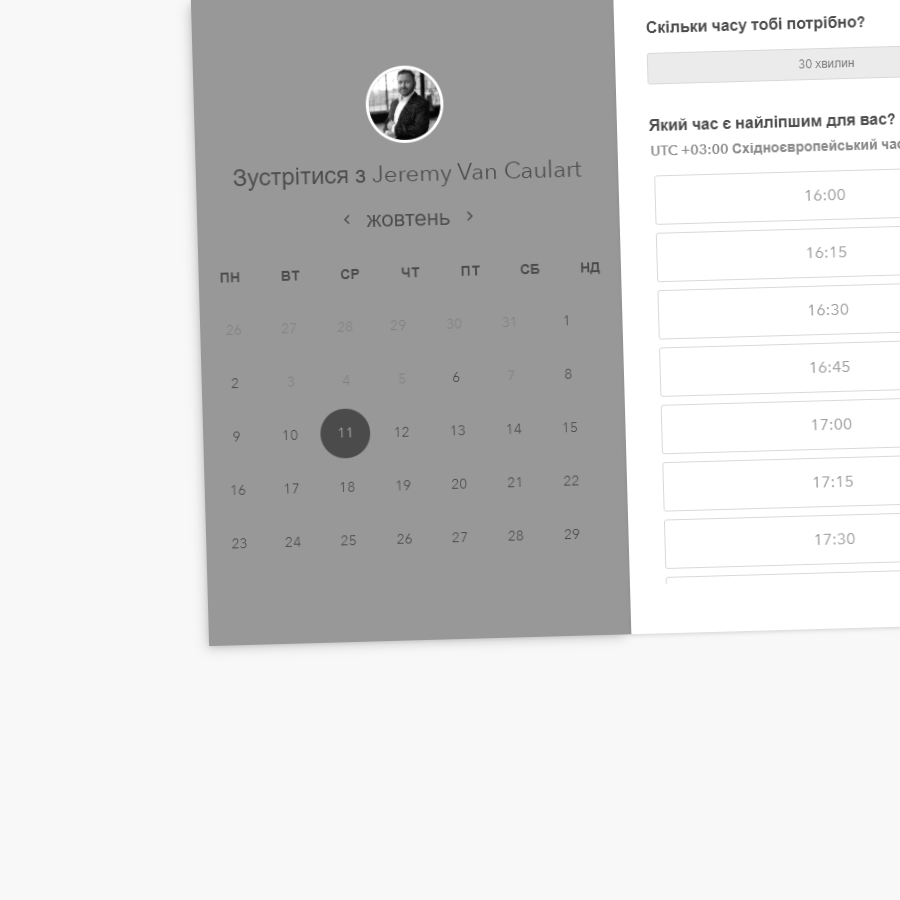 Зустрітися з Jeremy Van Caulart
‹ жовтень ›
ПН ВТ СР ЧТ ПТ СБ НД
26 27 28 29 30 31 1
2 3 4 5 6 7 8
9 10 11 12 13 14 15
16 17 18 19 20 21 22
23 24 25 26 27 28 29
Скільки часу тобі потрібно?
30 хвилин
Який час є найліпшим для вас?
UTC +03:00 Східноєвропейський
16:00
16:15
16:30
16:45
17:00
17:15
17:30